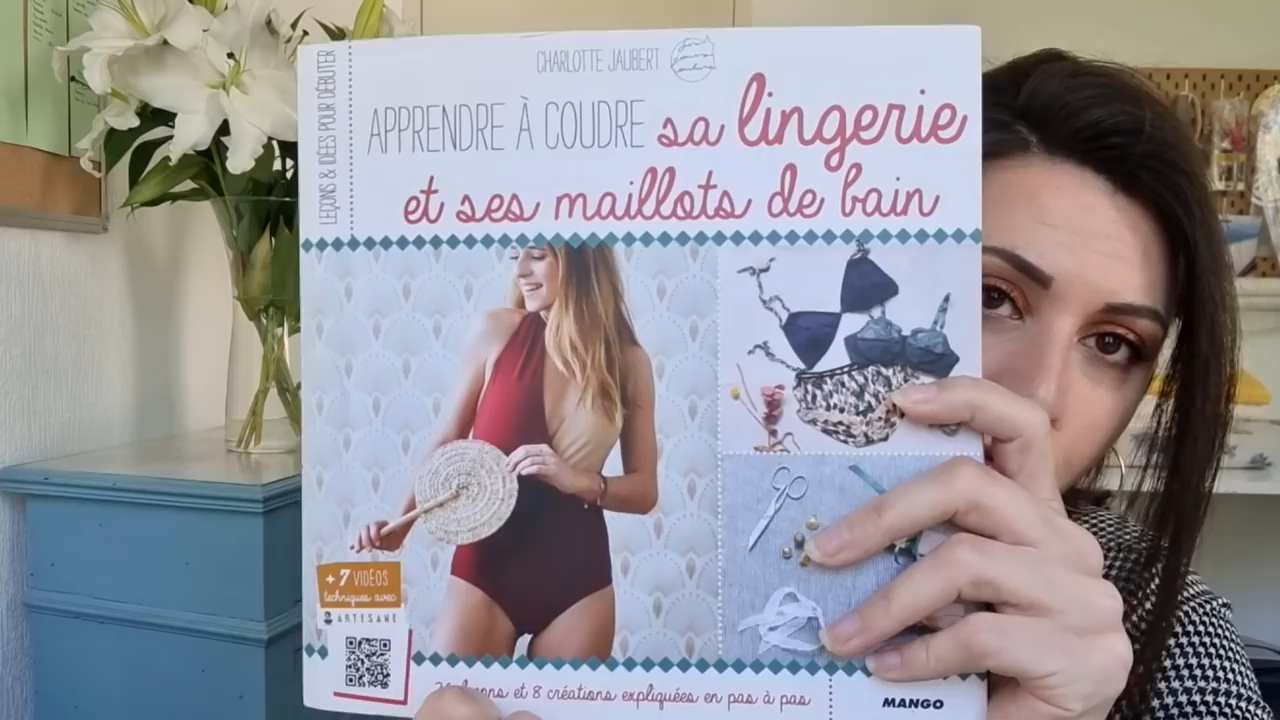 CHARLOTTE JAUBERT
LEÇONS & IDÉES POUR DÉBUTER
APPRENDRE À COUDRE sa lingerie
et ses maillots de bain
+ 7 VIDÉOS
techniques avec
ARTESANE
et 8 créations expliquées en pas à pas
MANGO